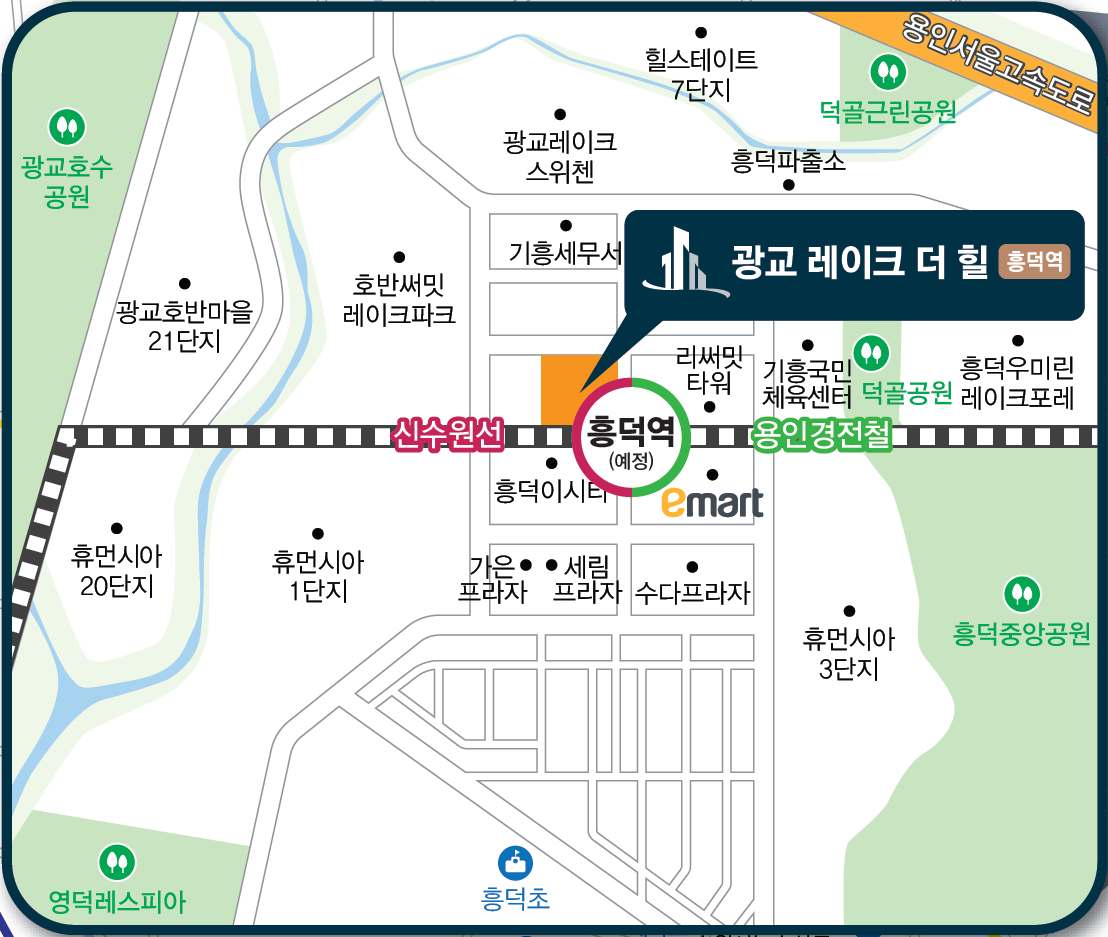 용인서울고속도로
힐스테이트
7단지
덕골근린공원
광교레이크
스위첸
흥덕파출소
광교호수
공원
기흥세무서
광교 레이크 더 힐 흥덕역
호반써밋
레이크파크
광교호반마을
21단지
리써밋
타워
기흥국민
체육센터
덕골공원
흥덕우미린
레이크포레
신수원선
흥덕역
(예정)
용인경전철
흥덕이시티
emart
휴먼시아
20단지
휴먼시아
1단지
가은
프라자
세림
프라자
수다프라자
휴먼시아
3단지
흥덕중앙공원
영덕레스피아
흥덕초